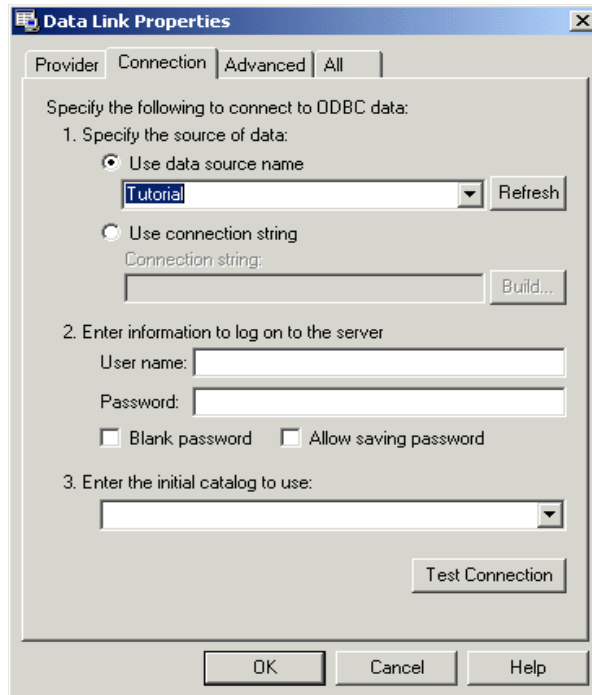 Data Link Properties
Provider Connection Advanced All
Specify the following to connect to ODBC data:
1. Specify the source of data:
Use data source name
Tutorial Refresh
Use connection string
Connection string:
Build...
2. Enter information to log on to the server
User name:
Password:
Blank password Allow saving password
3. Enter the initial catalog to use:
Test Connection
OK Cancel Help